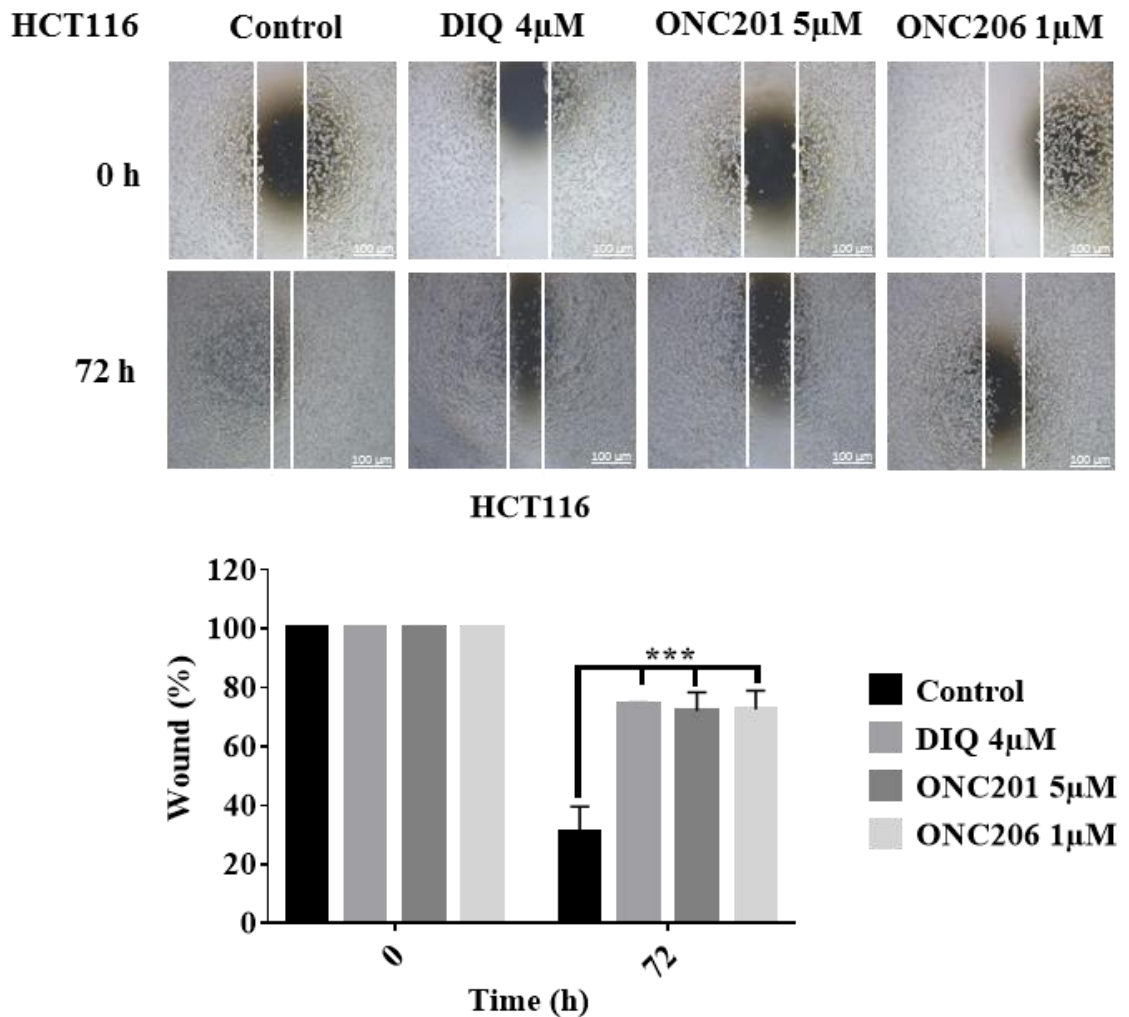 HCT116 Control DIQ 4μM ONC201 5μM ONC206 1μM
0 h
100 μm 100 μm 100 μm 100 μm
72 h
100 μm 100 μm 100 μm 100 μm
HCT116
120
100
80
60
40
20
0
Wound (%)
***
0 72
Time (h)
Control
DIQ 4μM
ONC201 5μM
ONC206 1μM